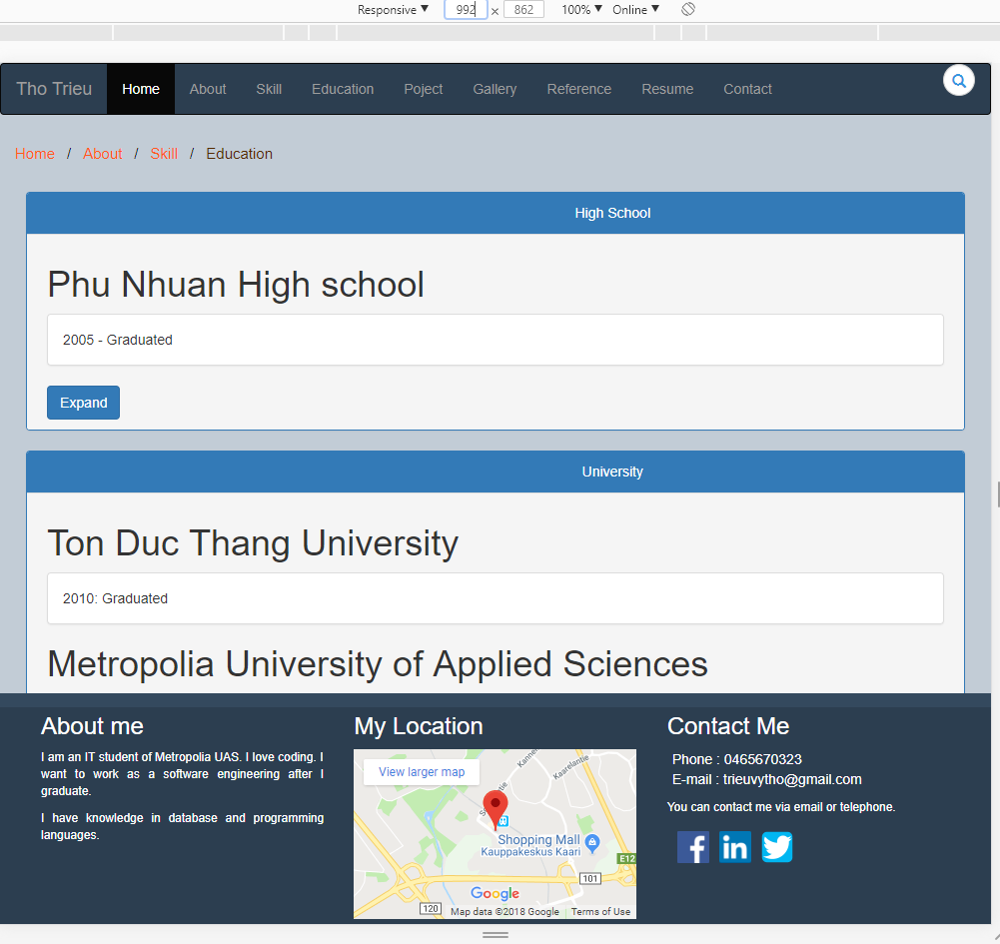 Responsive ▼ 992 × 862 100% ▼ Online ▼
Tho Trieu Home About Skill Education Poject Gallery Reference Resume Contact
Home / About / Skill / Education
High School
Phu Nhuan High school
2005 - Graduated
Expand
University
Ton Duc Thang University
2010: Graduated
Metropolia University of Applied Sciences
About me
I am an IT student of Metropolia UAS. I love coding. I
want to work as a software engineering after I
graduate.
I have knowledge in database and programming
languages.
My Location
View larger map
Kaarelantie
Shopping Mall
Kauppakeskus Kaari
E12
101
120
Google
Map data ©2018 Google
Terms of Use
Contact Me
Phone : 0465670323
E-mail : trieuvytho@gmail.com
You can contact me via email or telephone.
f in